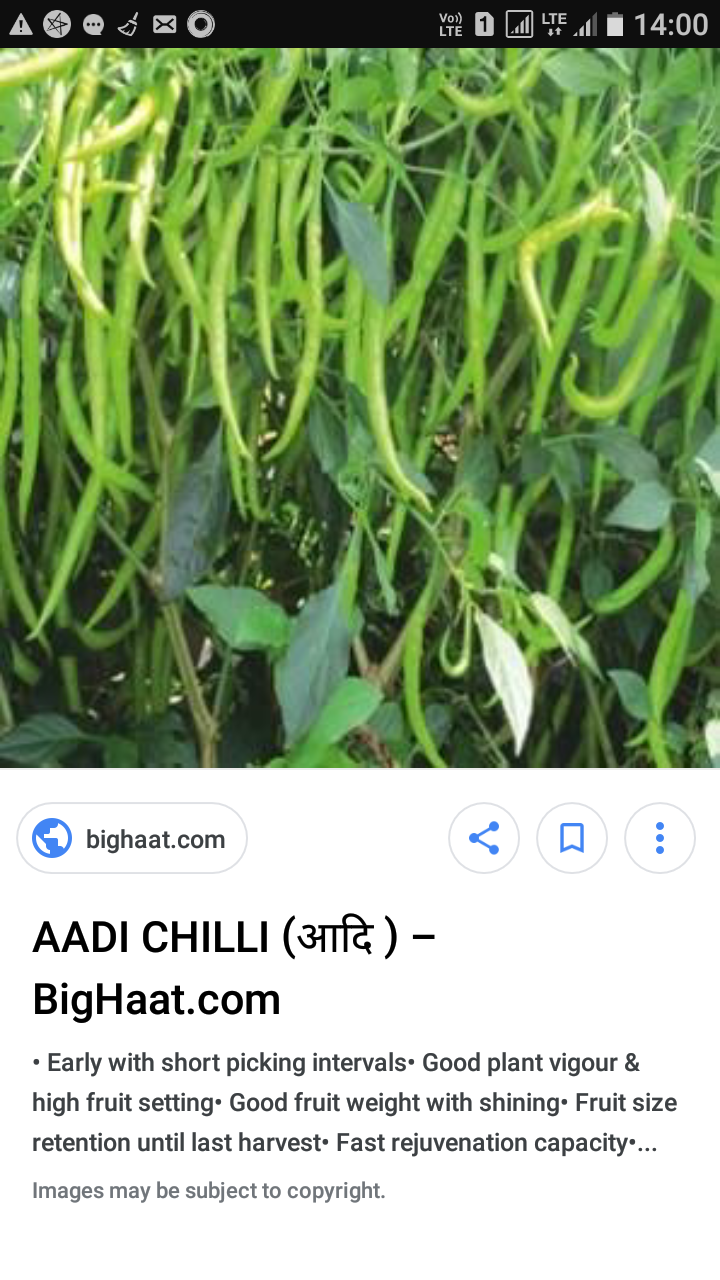 Vo)) LTE 1 LTE 14:00
bighaat.com
AADI CHILLI (आदि ) –
BigHaat.com
• Early with short picking intervals• Good plant vigour &
high fruit setting• Good fruit weight with shining• Fruit size
retention until last harvest• Fast rejuvenation capacity•...
Images may be subject to copyright.